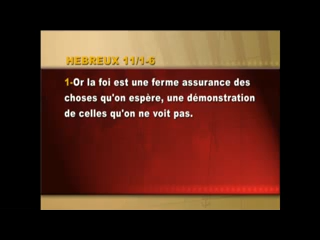 HEBREUX 11/1-6
1-Or la foi est une ferme assurance des
choses qu'on espère, une démonstration
de celles qu'on ne voit pas.